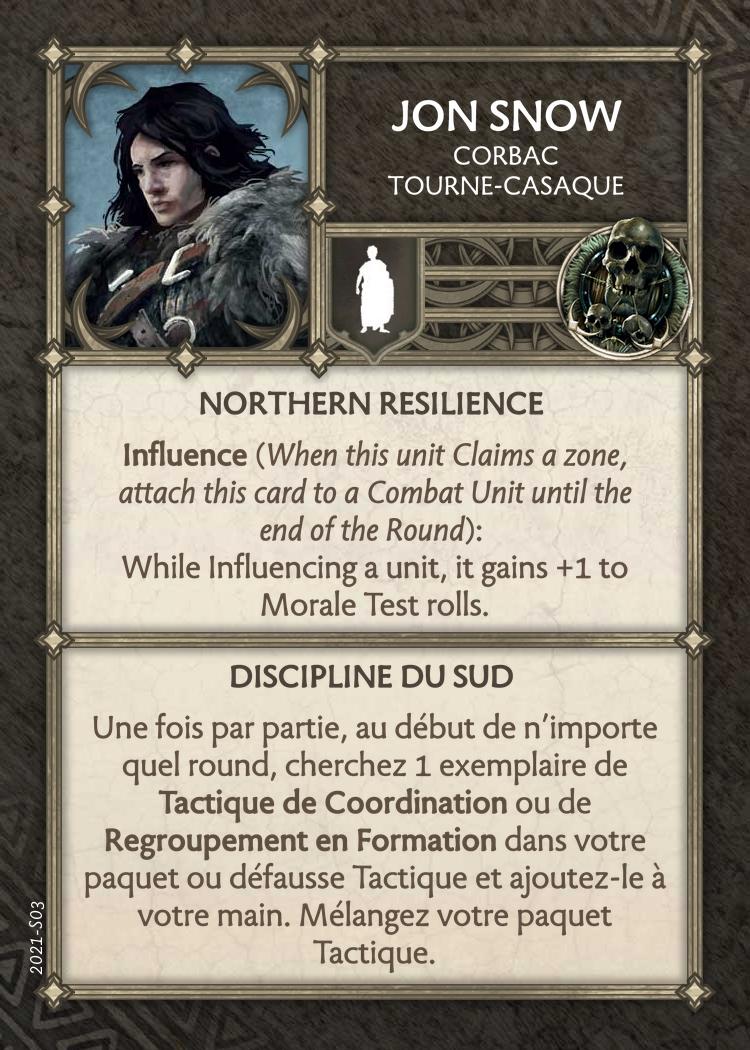 JON SNOW
CORBAC
TOURNE-CASAQUE
NORTHERN RESILIENCE
Influence (When this unit Claims a zone,
attach this card to a Combat Unit until the
end of the Round):
While Influencing a unit, it gains +1 to
Morale Test rolls.
DISCIPLINE DU SUD
Une fois par partie, au début de n’importe
quel round, cherchez 1 exemplaire de
Tactique de Coordination ou de
Regroupement en Formation dans votre
paquet ou défausse Tactique et ajoutez-le à
votre main. Mélangez votre paquet
Tactique.
2021-S03